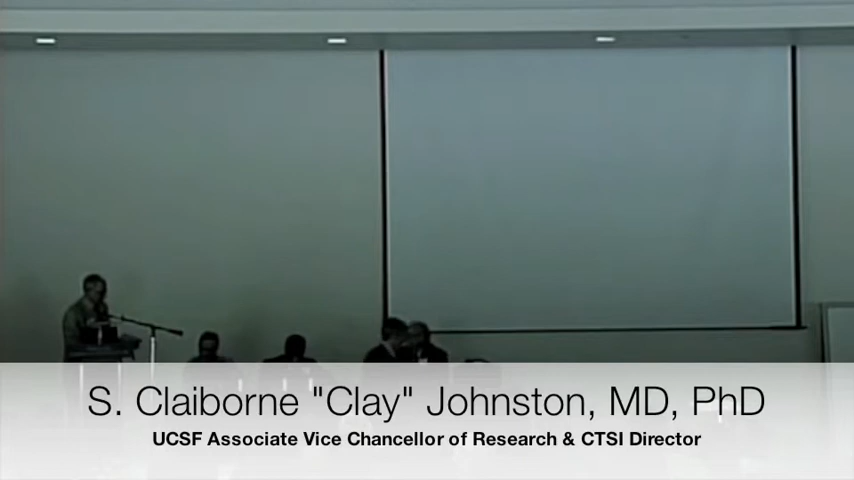 S. Claiborne "Clay" Johnston, MD, PhD
UCSF Associate Vice Chancellor of Research & CTSI Director